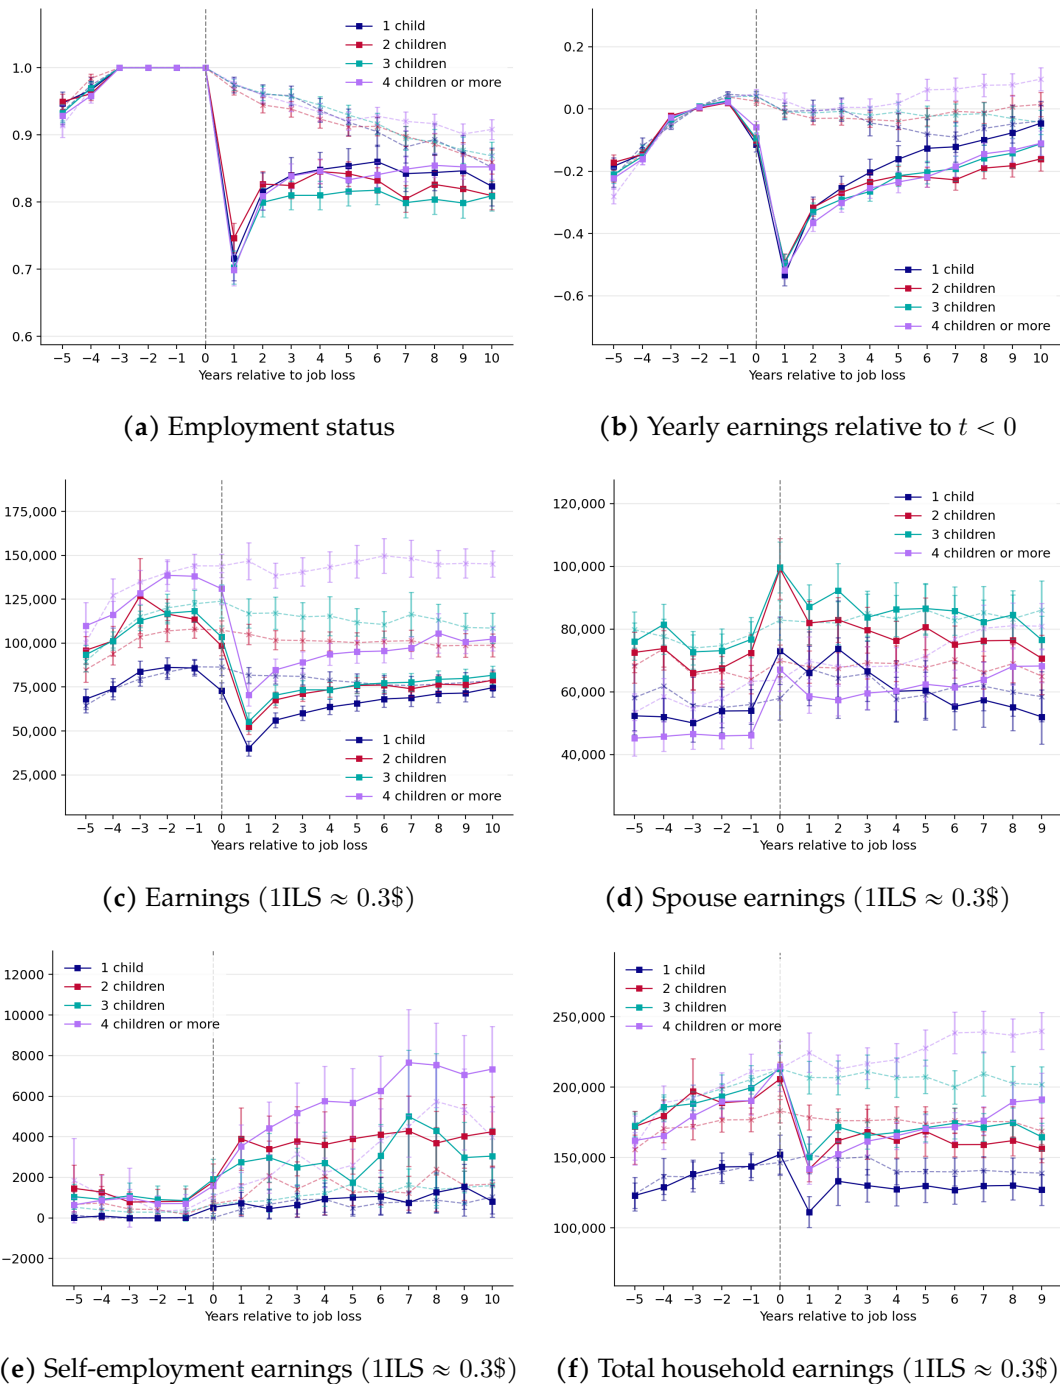 1 child
2 children
3 children
4 children or more
1.0
0.9
0.8
0.7
0.6
−5 −4 −3 −2 −1 0 1 2 3 4 5 6 7 8 9 10
Years relative to job loss
(a) Employment status
0.2
0.0
−0.2
−0.4
−0.6
1 child
2 children
3 children
4 children or more
−5 −4 −3 −2 −1 0 1 2 3 4 5 6 7 8 9 10
Years relative to job loss
(b) Yearly earnings relative to t < 0
175,000
150,000
125,000
100,000
75,000
50,000
25,000
1 child
2 children
3 children
4 children or more
−5 −4 −3 −2 −1 0 1 2 3 4 5 6 7 8 9 10
Years relative to job loss
(c) Earnings (1ILS ≈ 0.3$)
1 child
2 children
3 children
4 children or more
120,000
100,000
80,000
60,000
40,000
−5 −4 −3 −2 −1 0 1 2 3 4 5 6 7 8 9
Years relative to job loss
(d) Spouse earnings (1ILS ≈ 0.3$)
1 child
2 children
3 children
4 children or more
12000
10000
8000
6000
4000
2000
0
−2000
−5 −4 −3 −2 −1 0 1 2 3 4 5 6 7 8 9 10
Years relative to job loss
(e) Self-employment earnings (1ILS ≈ 0.3$)
1 child
2 children
3 children
4 children or more
250,000
200,000
150,000
100,000
−5 −4 −3 −2 −1 0 1 2 3 4 5 6 7 8 9
Years relative to job loss
(f) Total household earnings (1ILS ≈ 0.3$)